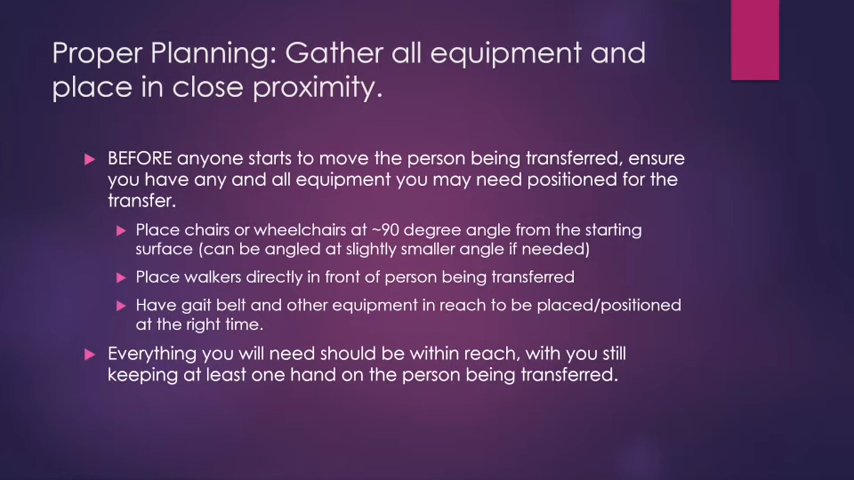 Proper Planning: Gather all equipment and
place in close proximity.
BEFORE anyone starts to move the person being transferred, ensure
you have any and all equipment you may need positioned for the
transfer.
Place chairs or wheelchairs at ~90 degree angle from the starting
surface (can be angled at slightly smaller angle if needed)
Place walkers directly in front of person being transferred
Have gait belt and other equipment in reach to be placed/positioned
at the right time.
Everything you will need should be within reach, with you still
keeping at least one hand on the person being transferred.